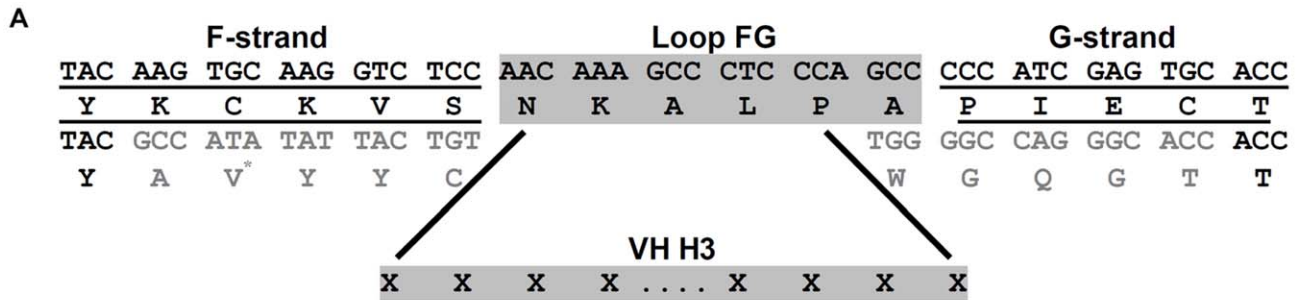 A
F-strand Loop FG G-strand
TAC AAG TGC AAG GTC TCC AAC AAA GCC CTC CCA GCC CCC ATC GAG TGC ACC
Y K C K V S N K A L P A P I E C T
TAC GCC ATA TAT TAC TGT TGG GGC CAG GGC ACC ACC
Y A V* Y Y C W G Q G T T
VH H3
X X X X .... X X X X